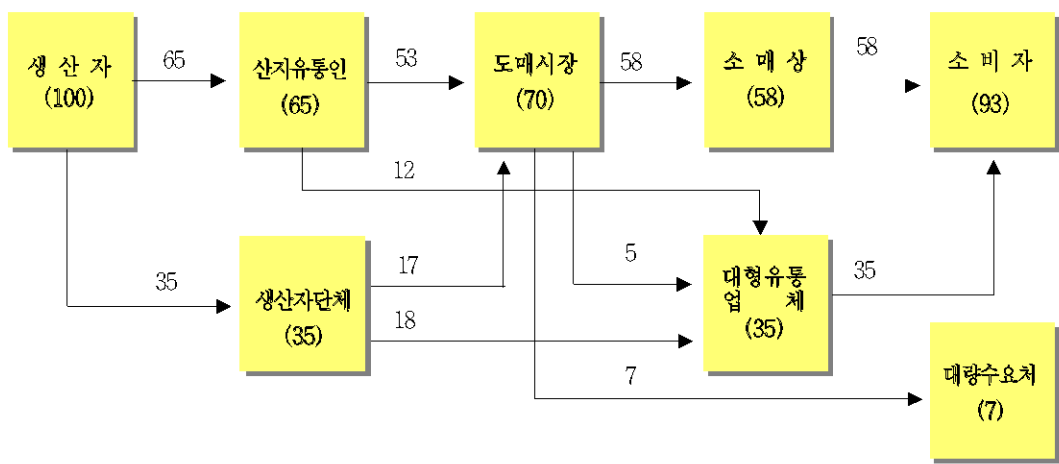 생 산 자
(100)
65
산지유통인
(65)
53
도매시장
(70)
58
소 매 상
(58)
58
소 비 자
(93)
12
35
생산자단체
(35)
17
18
5
대형유통
업 체
(35)
35
7
대량수요처
(7)